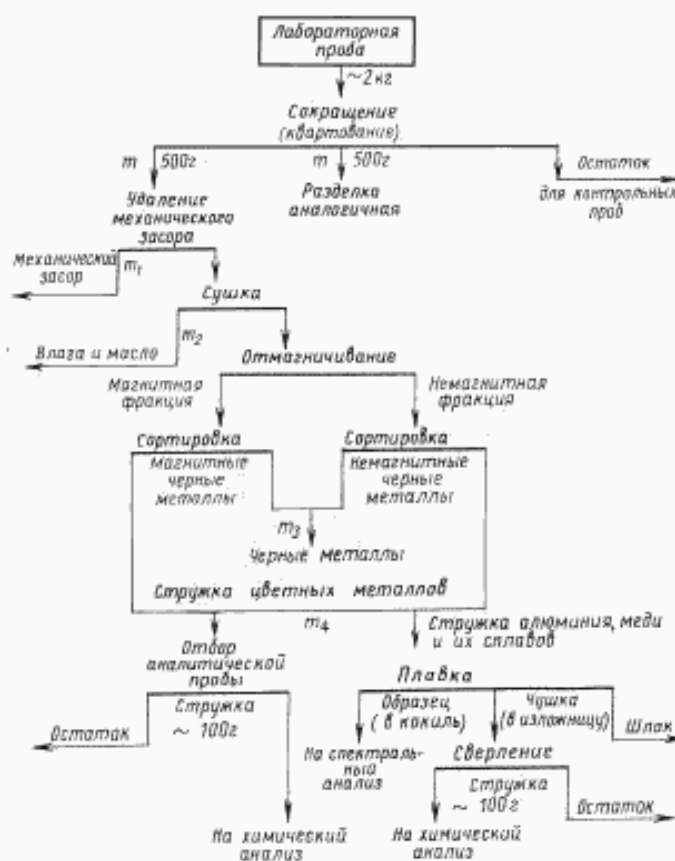 Лабораторная
проба
~2кг
Сокращение
(квартование)
m 500г
m 500г
Остаток
Удаление
механического
засора
Разделка
аналогичная
для контрольных
проб
Механический
засор
m₁
Сушка
Влага и масло
m₂
Отмагничивание
Магнитная
фракция
Немагнитная
фракция
Сортировка
Сортировка
Магнитные
черные
металлы
Немагнитные
черные
металлы
m₃
Черные металлы
Стружка цветных металлов
m₄
Отбор
аналитической
пробы
Стружка алюминия, меди
и их сплавов
Плавка
Остаток
Стружка
~ 100г
Образец
(в кокиль)
Чушка
(в изложницу)
Шлак
На спектраль-
ный
анализ
Сверление
Стружка
~ 100г
Остаток
На химический
анализ
На химический
анализ